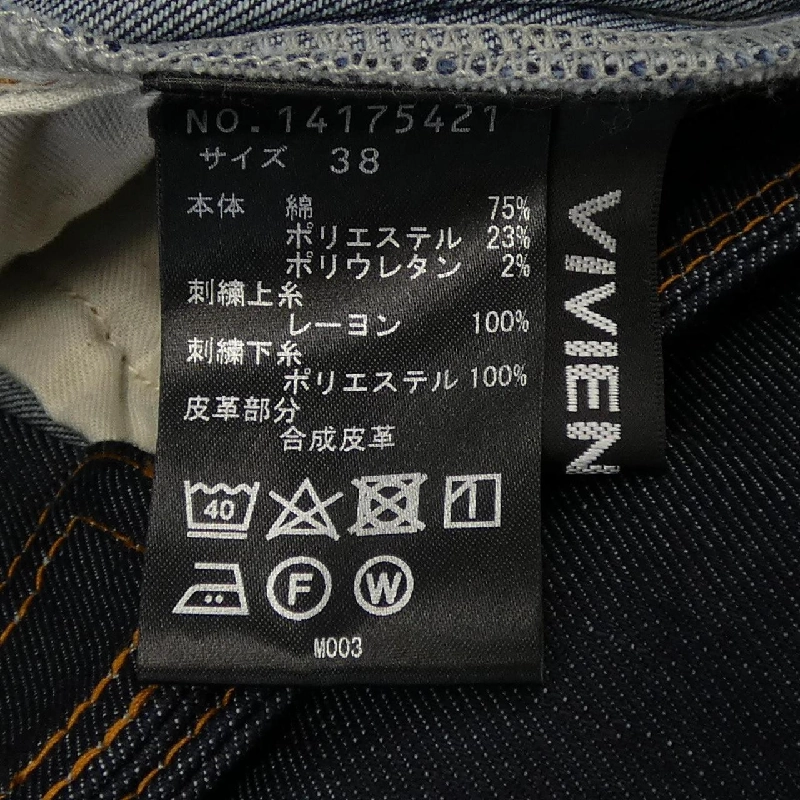 NO.14175421
サイズ 38
本体 綿 75%
ポリエステル 23%
ポリウレタン 2%
刺繍上糸
レーヨン 100%
刺繍下糸
ポリエステル 100%
皮革部分
合成皮革
40
F W
M003
VIVIEN